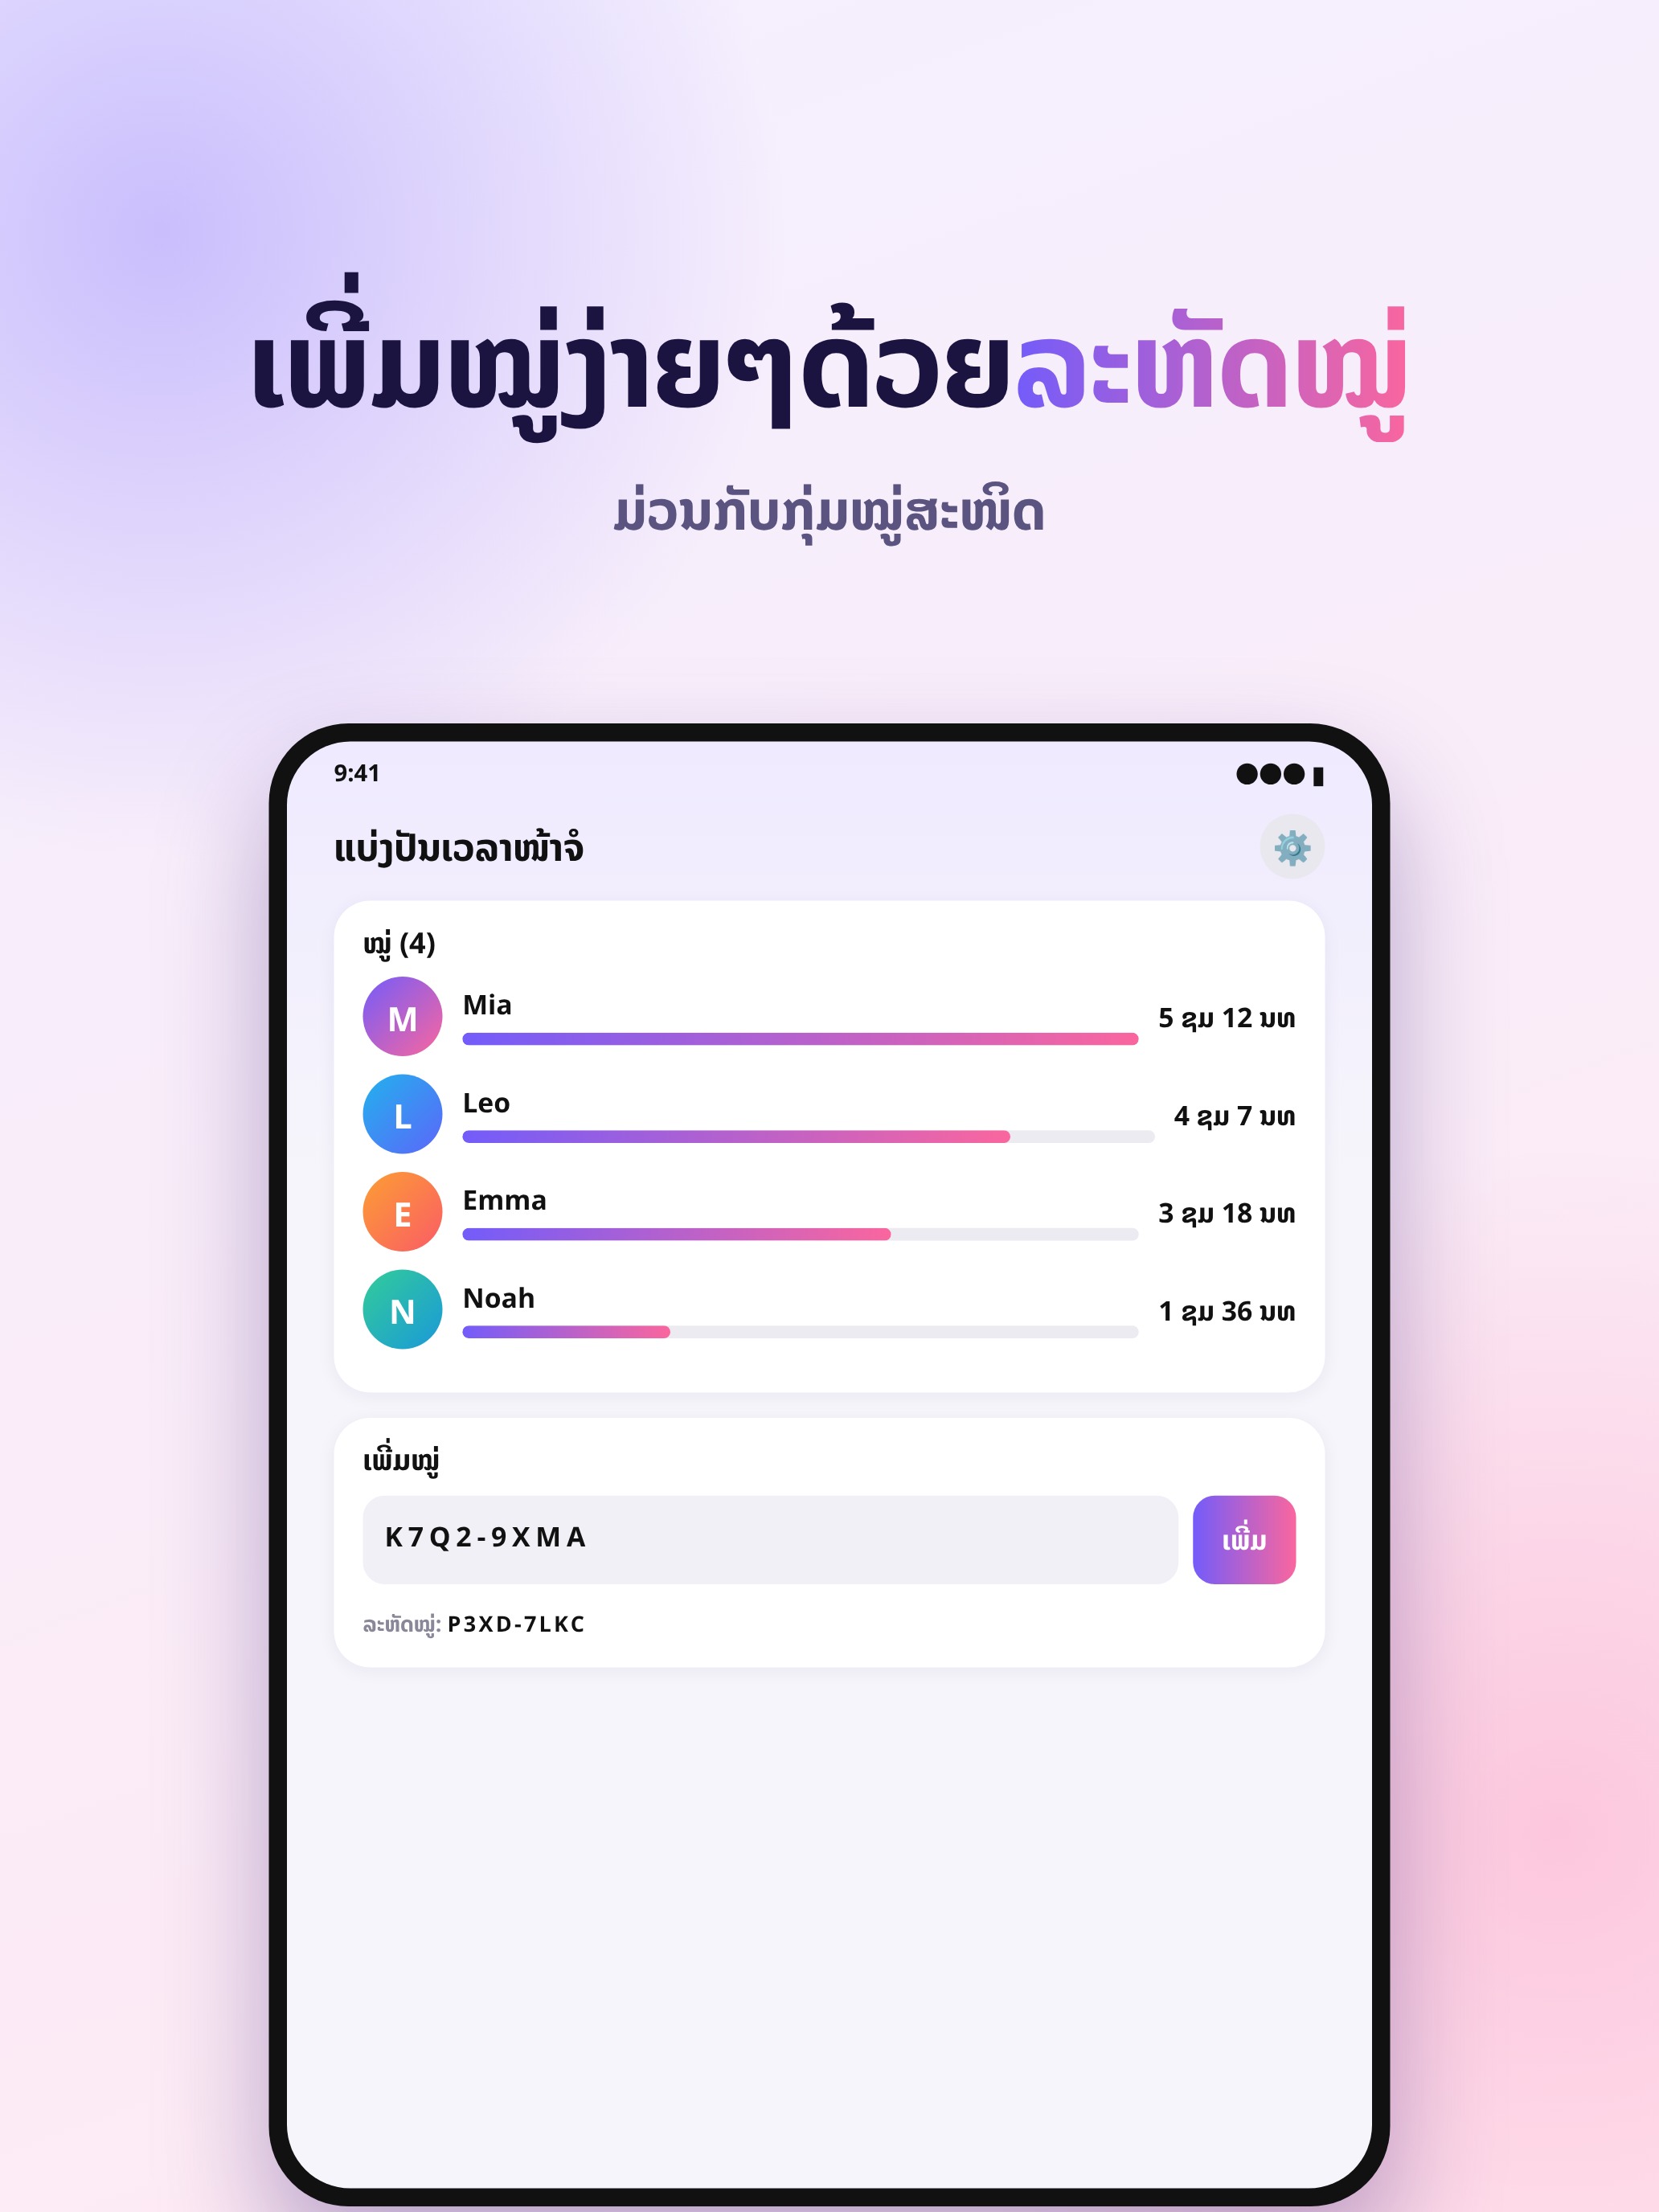 ເພີ່ມໝູ່ງ່າຍໆດ້ວຍລະຫັດໝູ່
ມ່ວນກັບກຸ່ມໝູ່ສະໜິດ
9:41
ແບ່ງປັນເວລາໜ້າຈໍ
ໝູ່ (4)
M
Mia
5 ຊມ 12 ນທ
L
Leo
4 ຊມ 7 ນທ
E
Emma
3 ຊມ 18 ນທ
N
Noah
1 ຊມ 36 ນທ
ເພີ່ມໝູ່
K7Q2-9XMA
ເພີ່ມ
ລະຫັດໝູ່: P3XD-7LKC